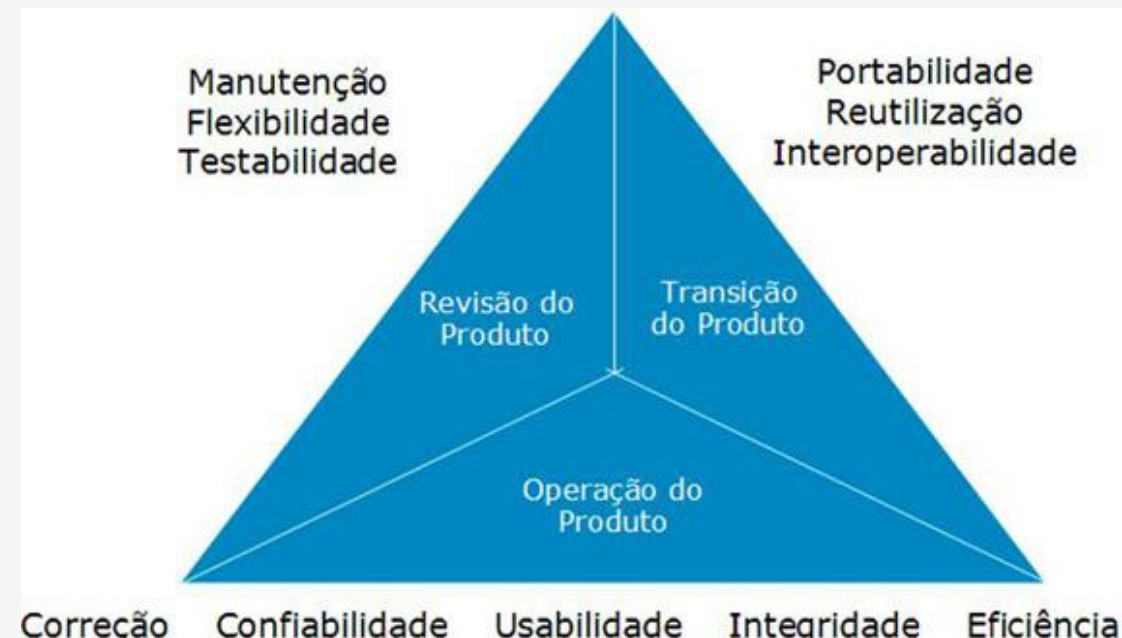 Manutenção
Flexibilidade
Testabilidade
Portabilidade
Reutilização
Interoperabilidade
Revisão do
Produto
Transição
do Produto
Operação do
Produto
Correção Confiabilidade Usabilidade Integridade Eficiência